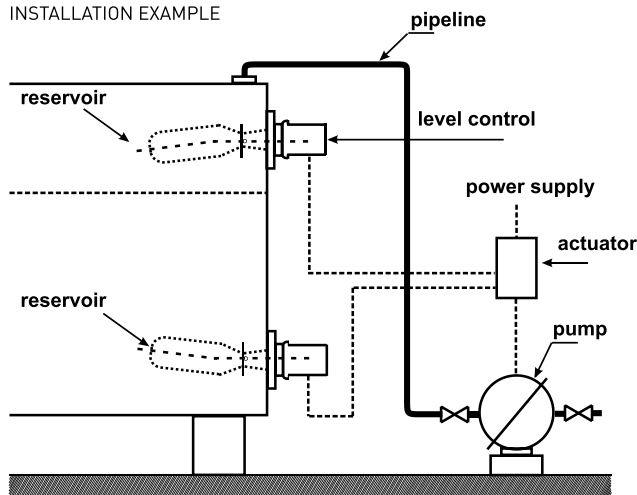 INSTALLATION EXAMPLE
pipeline
reservoir
level control
power supply
actuator
reservoir
pump